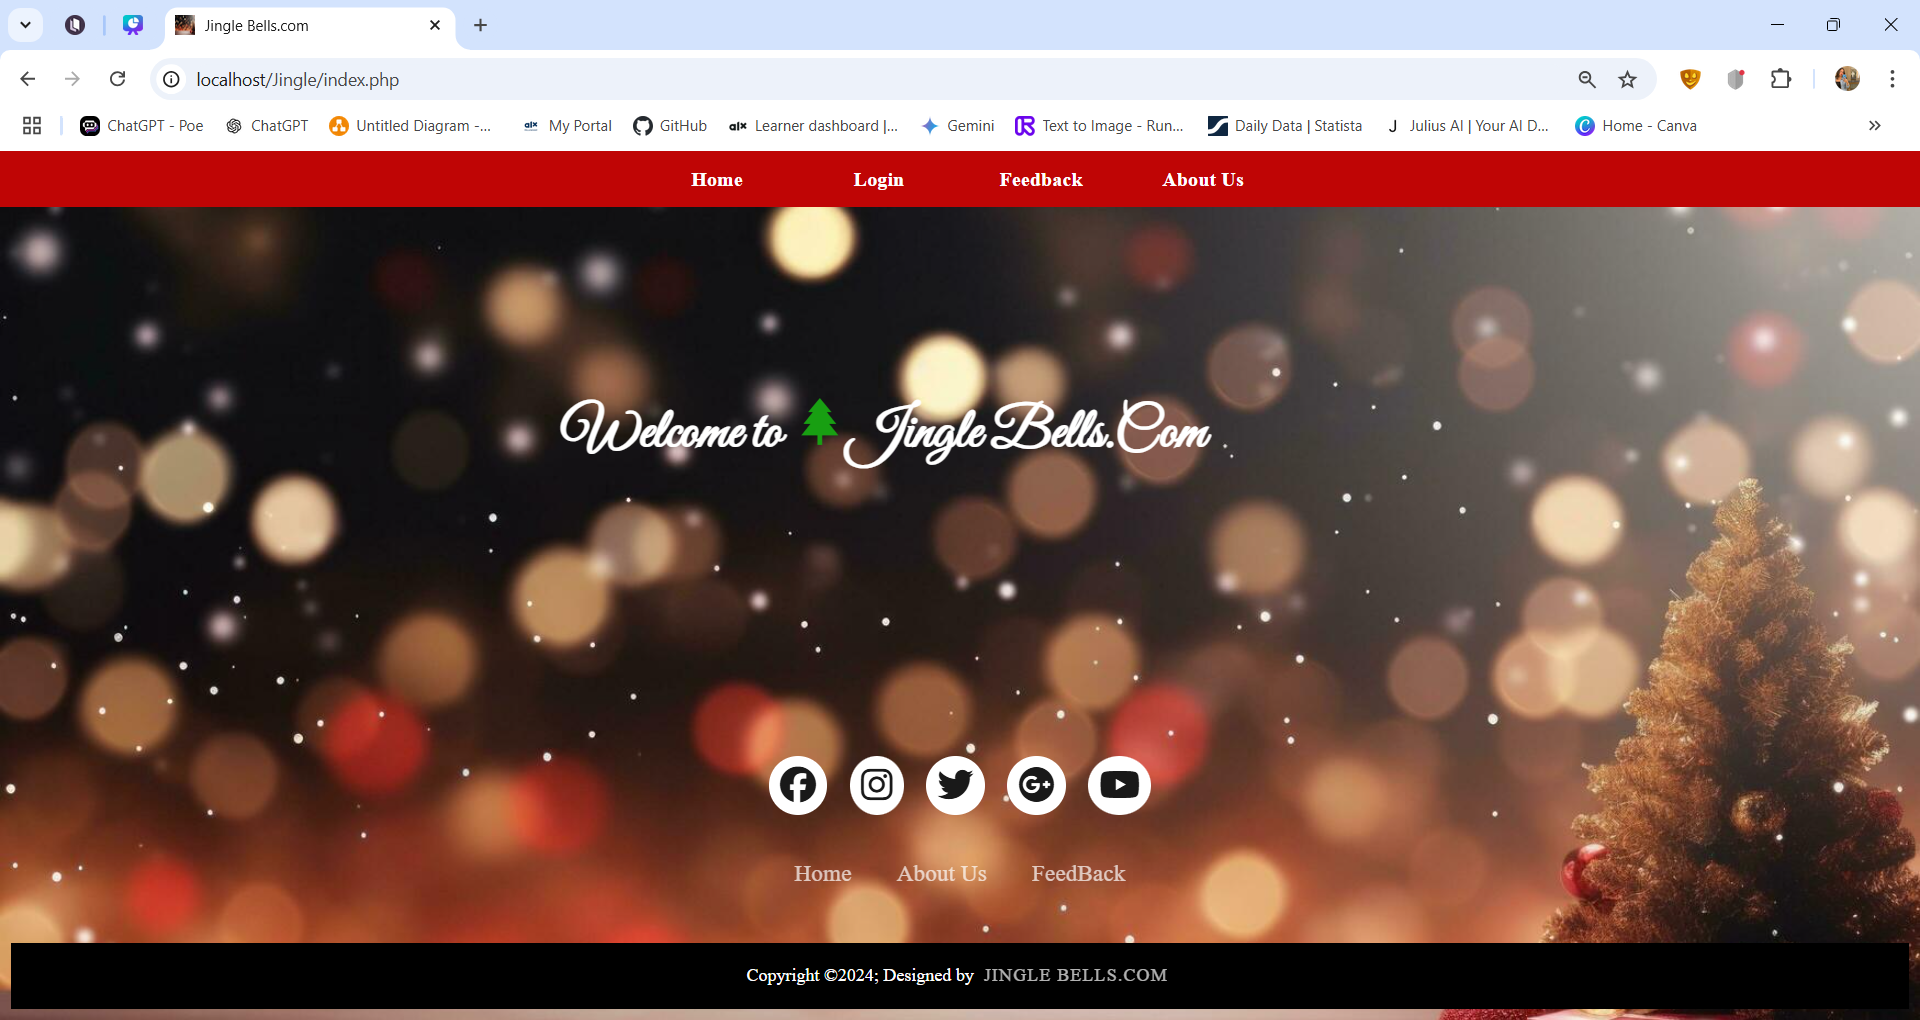 Jingle Bells.com
localhost/Jingle/index.php
ChatGPT - Poe ChatGPT Untitled Diagram -... alx My Portal GitHub alx Learner dashboard |... Gemini Text to Image - Run... Daily Data | Statista J Julius AI | Your AI D... C Home - Canva
Home Login Feedback About Us
Welcome to Jingle Bells.Com
G+
Home About Us FeedBack
Copyright ©2024; Designed by JINGLE BELLS.COM